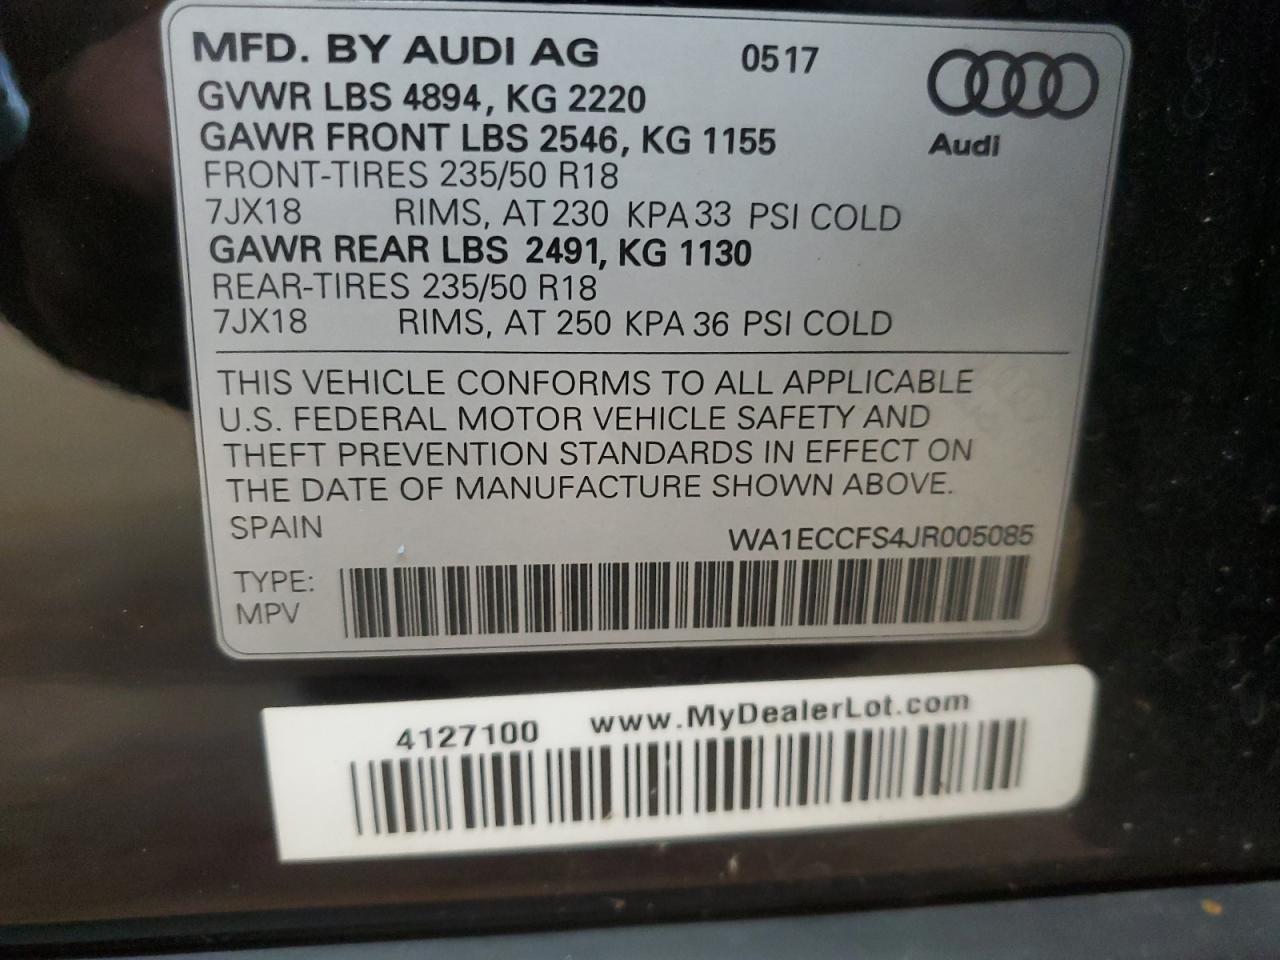 MFD. BY AUDI AG 0517
GVWR LBS 4894, KG 2220
GAWR FRONT LBS 2546, KG 1155
Audi
FRONT-TIRES 235/50 R18
7JX18 RIMS, AT 230 KPA 33 PSI COLD
GAWR REAR LBS 2491, KG 1130
REAR-TIRES 235/50 R18
7JX18 RIMS, AT 250 KPA 36 PSI COLD
THIS VEHICLE CONFORMS TO ALL APPLICABLE
U.S. FEDERAL MOTOR VEHICLE SAFETY AND
THEFT PREVENTION STANDARDS IN EFFECT ON
THE DATE OF MANUFACTURE SHOWN ABOVE.
SPAIN WA1ECCFS4JR005085
TYPE:
MPV
4127100 www.MyDealerLot.com